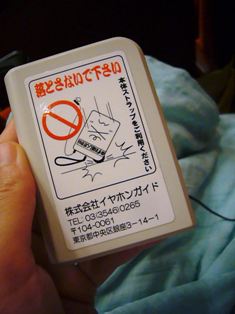 落とさないで下さい
本体ストラップをご利用ください
株式会社イヤホンガイド
TEL 03(3546)0265
〒104-0061
東京都中央区銀座3-14-1